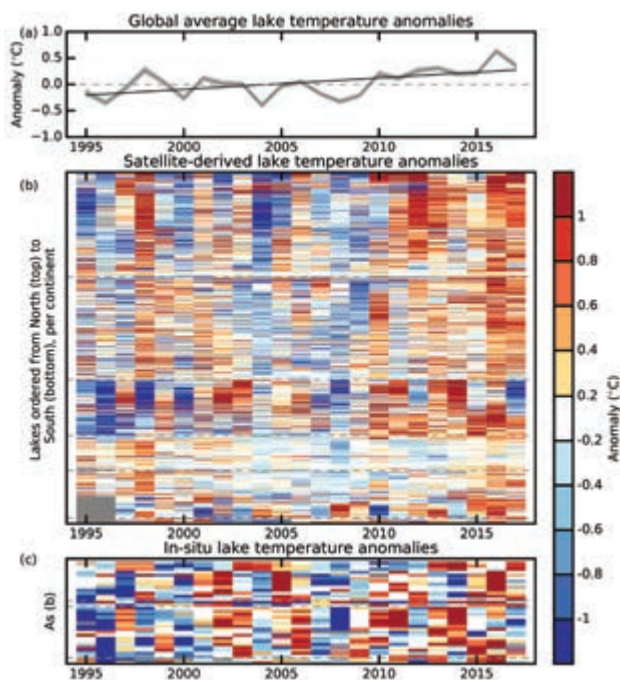 Global average lake temperature anomalies
(a)
Anomaly (°C)
1.0
0.5
0.0
−0.5
−1.0
1995 2000 2005 2010 2015
Satellite-derived lake temperature anomalies
(b)
Lakes ordered from North (top) to
South (bottom), per continent
1995 2000 2005 2010 2015
In-situ lake temperature anomalies
(c)
As (b)
1995 2000 2005 2010 2015
1
0.8
0.6
0.4
0.2
-0.2
-0.4
-0.6
-0.8
-1
Anomaly (°C)